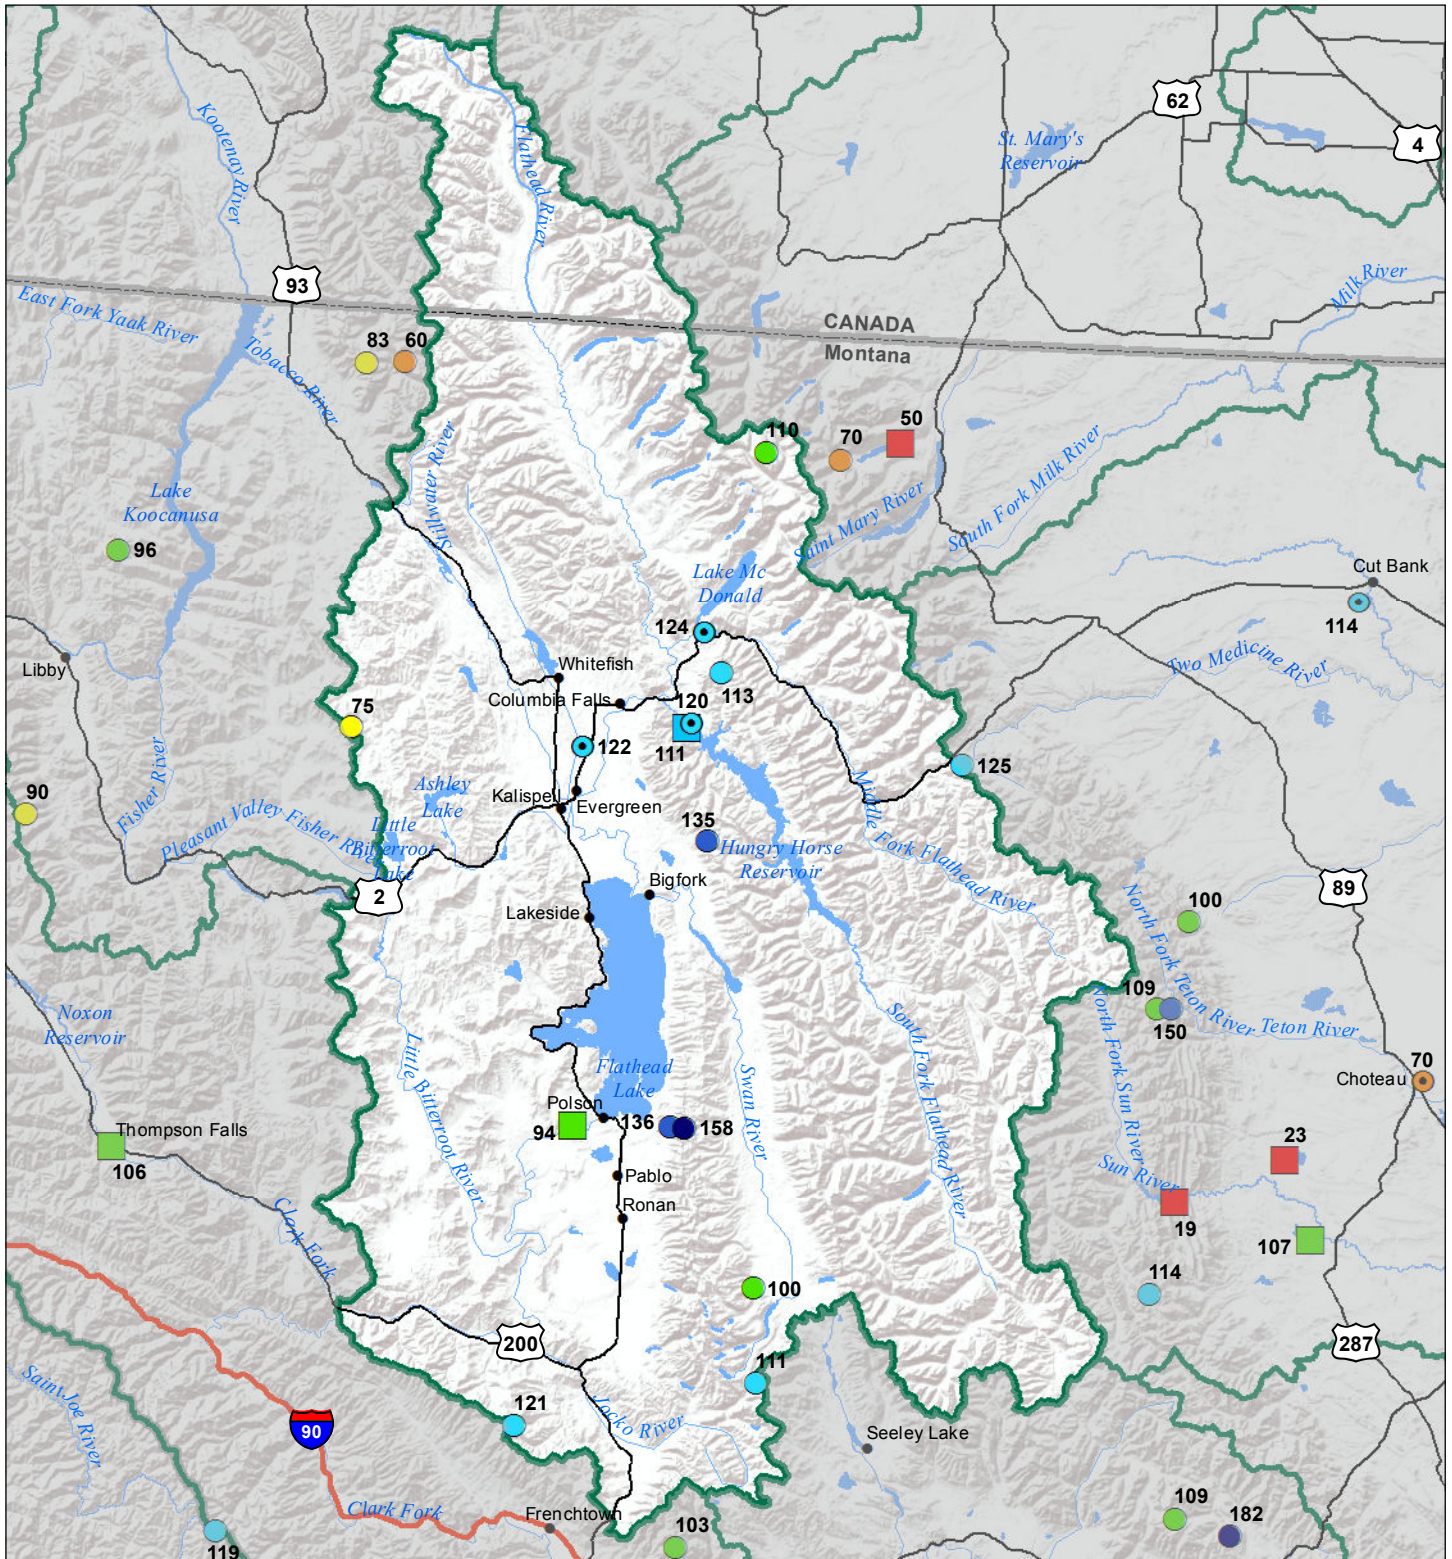 62
4
St. Mary's
Reservoir
Kootenay River
Flathead River
93
Milk River
East Fork Yaak River
CANADA
Montana
Tobacco River
83
60
110
70
50
Stillwater River
South Fork Milk River
Saint Mary River
Lake
Koocanusa
96
Lake Mc
Donald
Cut Bank
114
124
Libby
Whitefish
113
Two Medicine River
Columbia Falls
75
120
111
122
125
Fisher River
90
Ashley
Lake
Kalispell
Evergreen
Middle Fork Flathead River
Pleasant Valley Fisher River
Little
Bitterroot
Lake
135
Hungry Horse
Reservoir
2
Bigfork
89
Lakeside
North Fork Teton River
100
Noxon
Reservoir
109
150
Teton River
North Fork Sun River
South Fork Flathead River
Little Bitterroot River
Flathead
Lake
Swan River
70
Choteau
Polson
94
136
158
Thompson Falls
106
23
Sun River
Pablo
19
Ronan
107
Clark Fork
100
114
200
287
111
Saint Joe River
121
Jocko River
90
Seeley Lake
Clark Fork
Frenchtown
109
182
119
103